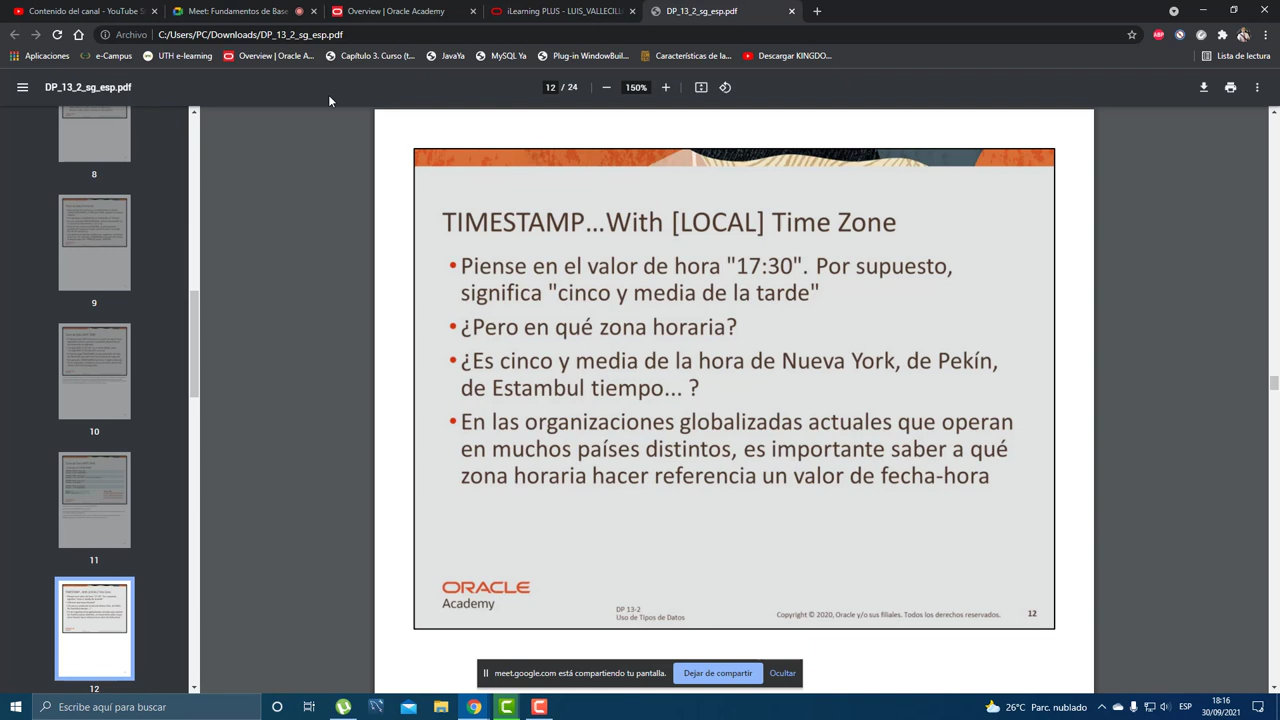 Contenido del canal - YouTube S
Meet: Fundamentos de Base
Overview | Oracle Academy
iLearning PLUS - LUIS_VALLECILL
DP_13_2_sg_esp.pdf
Archivo | C:/Users/PC/Downloads/DP_13_2_sg_esp.pdf
Aplicaciones
e-Campus
UTH e-learning
Overview | Oracle A...
Capítulo 3. Curso (t...
JavaYa
MySQL Ya
Plug-in WindowBuil...
Características de la...
Descargar KINGDO...
Lista de lectura
DP_13_2_sg_esp.pdf
12 / 24
150%
8
9
10
11
12
TIMESTAMP...With [LOCAL] Time Zone
• Piense en el valor de hora "17:30". Por supuesto,
significa "cinco y media de la tarde"
• ¿Pero en qué zona horaria?
• ¿Es cinco y media de la hora de Nueva York, de Pekín,
de Estambul tiempo... ?
• En las organizaciones globalizadas actuales que operan
en muchos países distintos, es importante saber a qué
zona horaria hacer referencia un valor de fecha-hora
ORACLE
Academy
DP 13-2
Uso de Tipos de Datos
Copyright © 2020, Oracle y/o sus filiales. Todos los derechos reservados.
12
meet.google.com está compartiendo tu pantalla.
Dejar de compartir
Ocultar
Escribe aquí para buscar
26°C Parc. nublado
ESP
18:16
30/09/2021